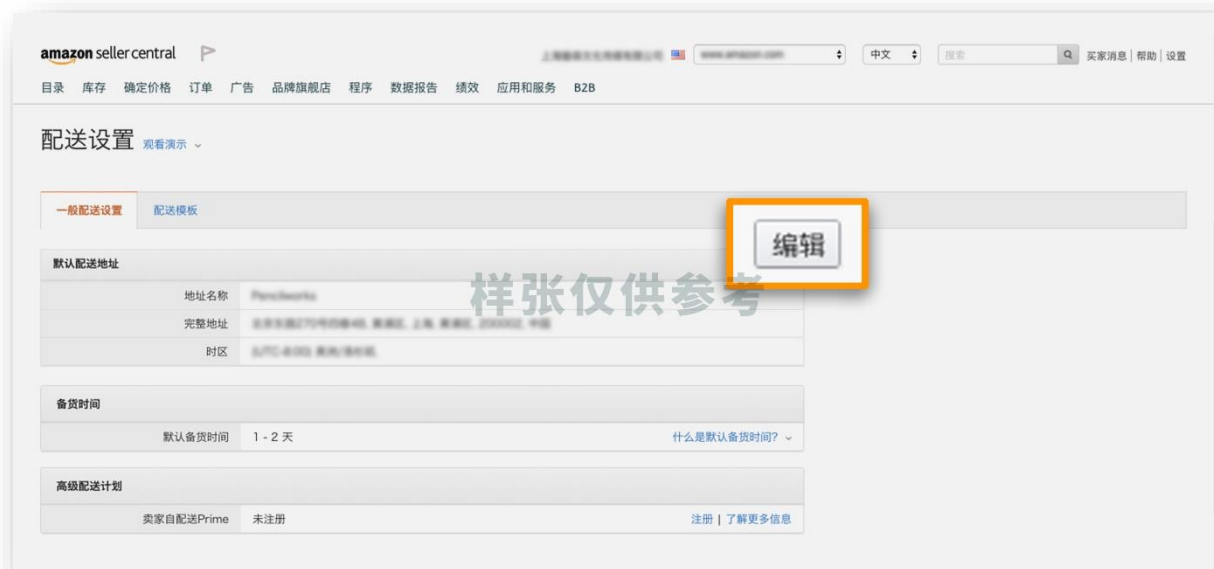 amazon seller central
中文
搜索
买家消息 | 帮助 | 设置
目录 库存 确定价格 订单 广告 品牌旗舰店 程序 数据报告 绩效 应用和服务 B2B
配送设置 观看演示
一般配送设置 配送模板
编辑
默认配送地址
样张仅供参考
地址名称
完整地址
时区
备货时间
默认备货时间 1 - 2 天 什么是默认备货时间?
高级配送计划
卖家自配送Prime 未注册 注册 | 了解更多信息